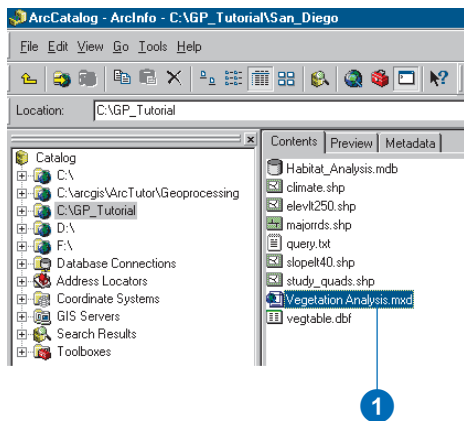 ArcCatalog - ArcInfo - C:\GP_Tutorial\San_Diego
File Edit View Go Tools Help
Location: C:\GP_Tutorial
Catalog
C:\
C:\arcgis\ArcTutor\Geoprocessing
C:\GP_Tutorial
D:\
F:\
Database Connections
Address Locators
Coordinate Systems
GIS Servers
Search Results
Toolboxes
Contents Preview Metadata
Habitat_Analysis.mdb
climate.shp
elevlt250.shp
majorrds.shp
query.txt
slopelt40.shp
study_quads.shp
Vegetation Analysis.mxd
vegtable.dbf
1